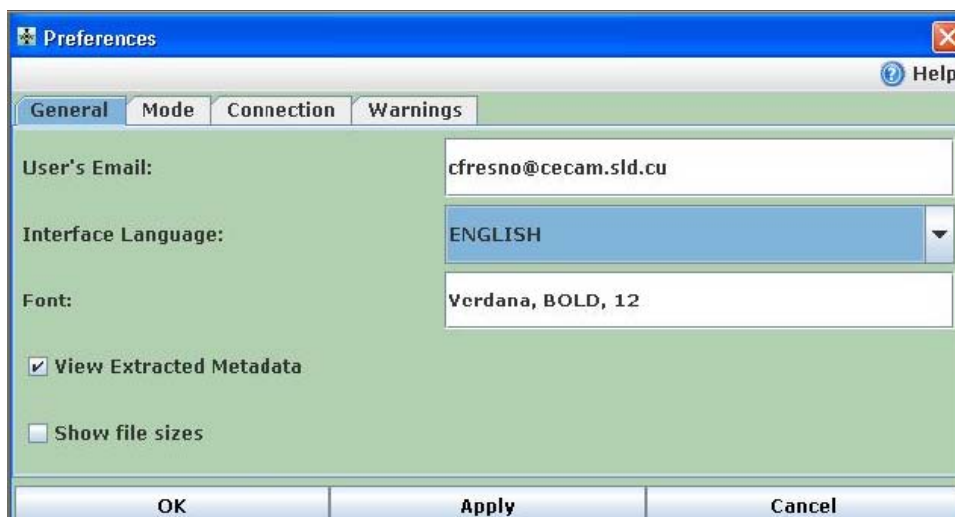 Preferences
Help
General Mode Connection Warnings
User's Email: cfresno@cecam.sld.cu
Interface Language: ENGLISH
Font: Verdana, BOLD, 12
View Extracted Metadata
Show file sizes
OK Apply Cancel